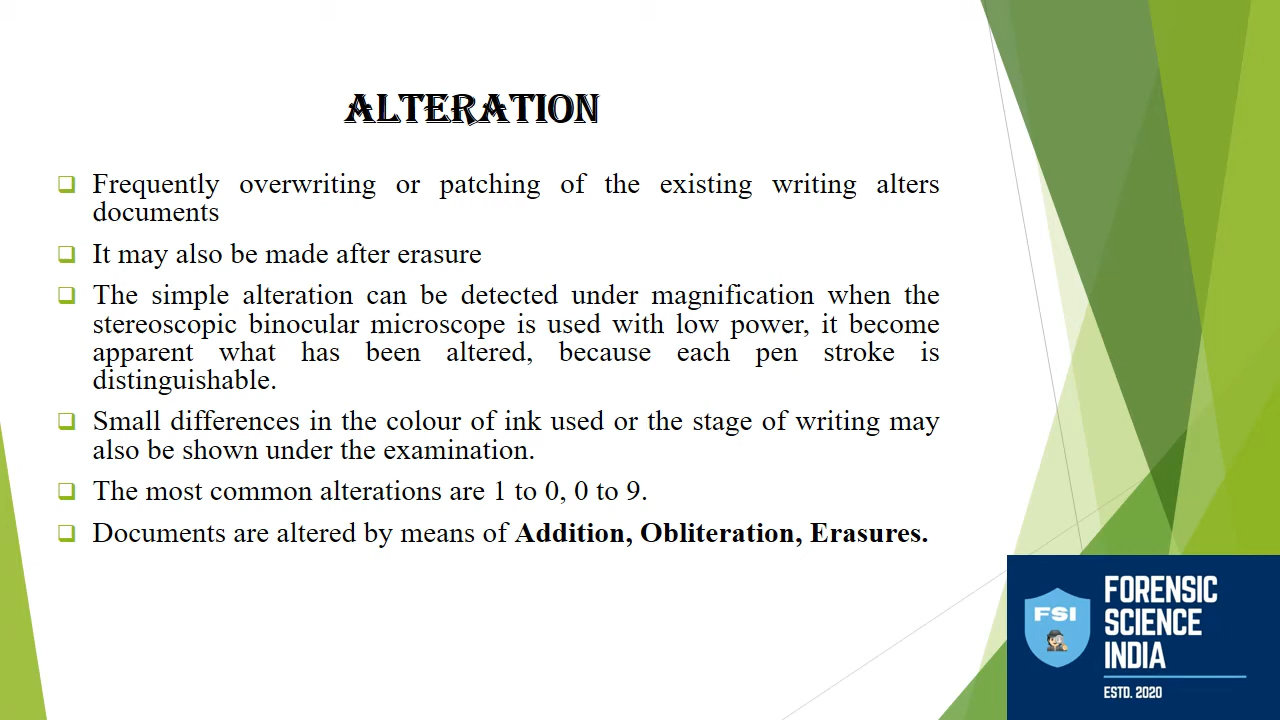 ALTERATION
Frequently overwriting or patching of the existing writing alters
documents
It may also be made after erasure
The simple alteration can be detected under magnification when the
stereoscopic binocular microscope is used with low power, it become
apparent what has been altered, because each pen stroke is
distinguishable.
Small differences in the colour of ink used or the stage of writing may
also be shown under the examination.
The most common alterations are 1 to 0, 0 to 9.
Documents are altered by means of Addition, Obliteration, Erasures.
FSI
FORENSIC
SCIENCE
INDIA
ESTD. 2020